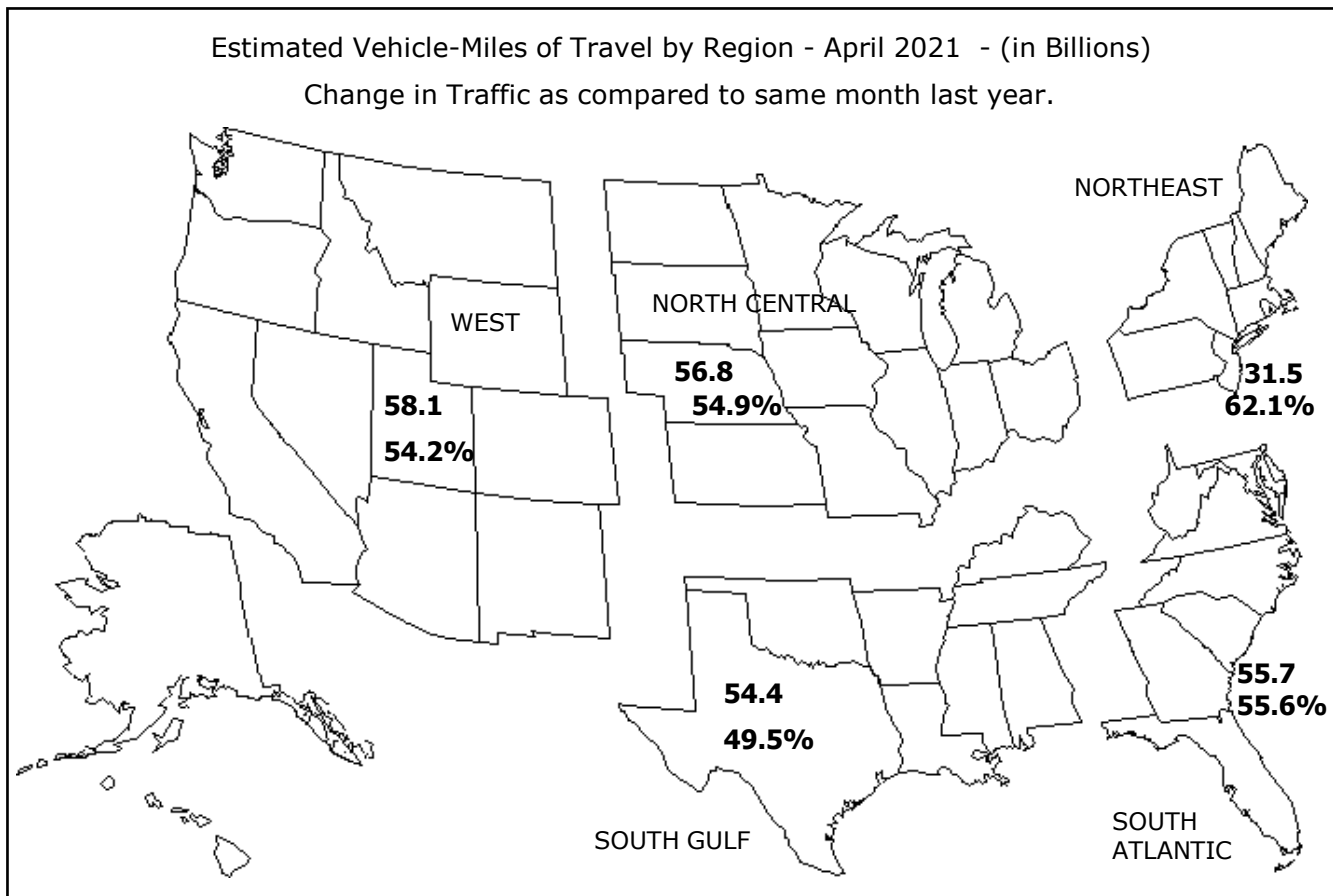 Estimated Vehicle-Miles of Travel by Region - April 2021 - (in Billions)
Change in Traffic as compared to same month last year.
NORTHEAST
31.5
62.1%
WEST
58.1
54.2%
NORTH CENTRAL
56.8
54.9%
SOUTH GULF
54.4
49.5%
55.7
55.6%
SOUTH
ATLANTIC